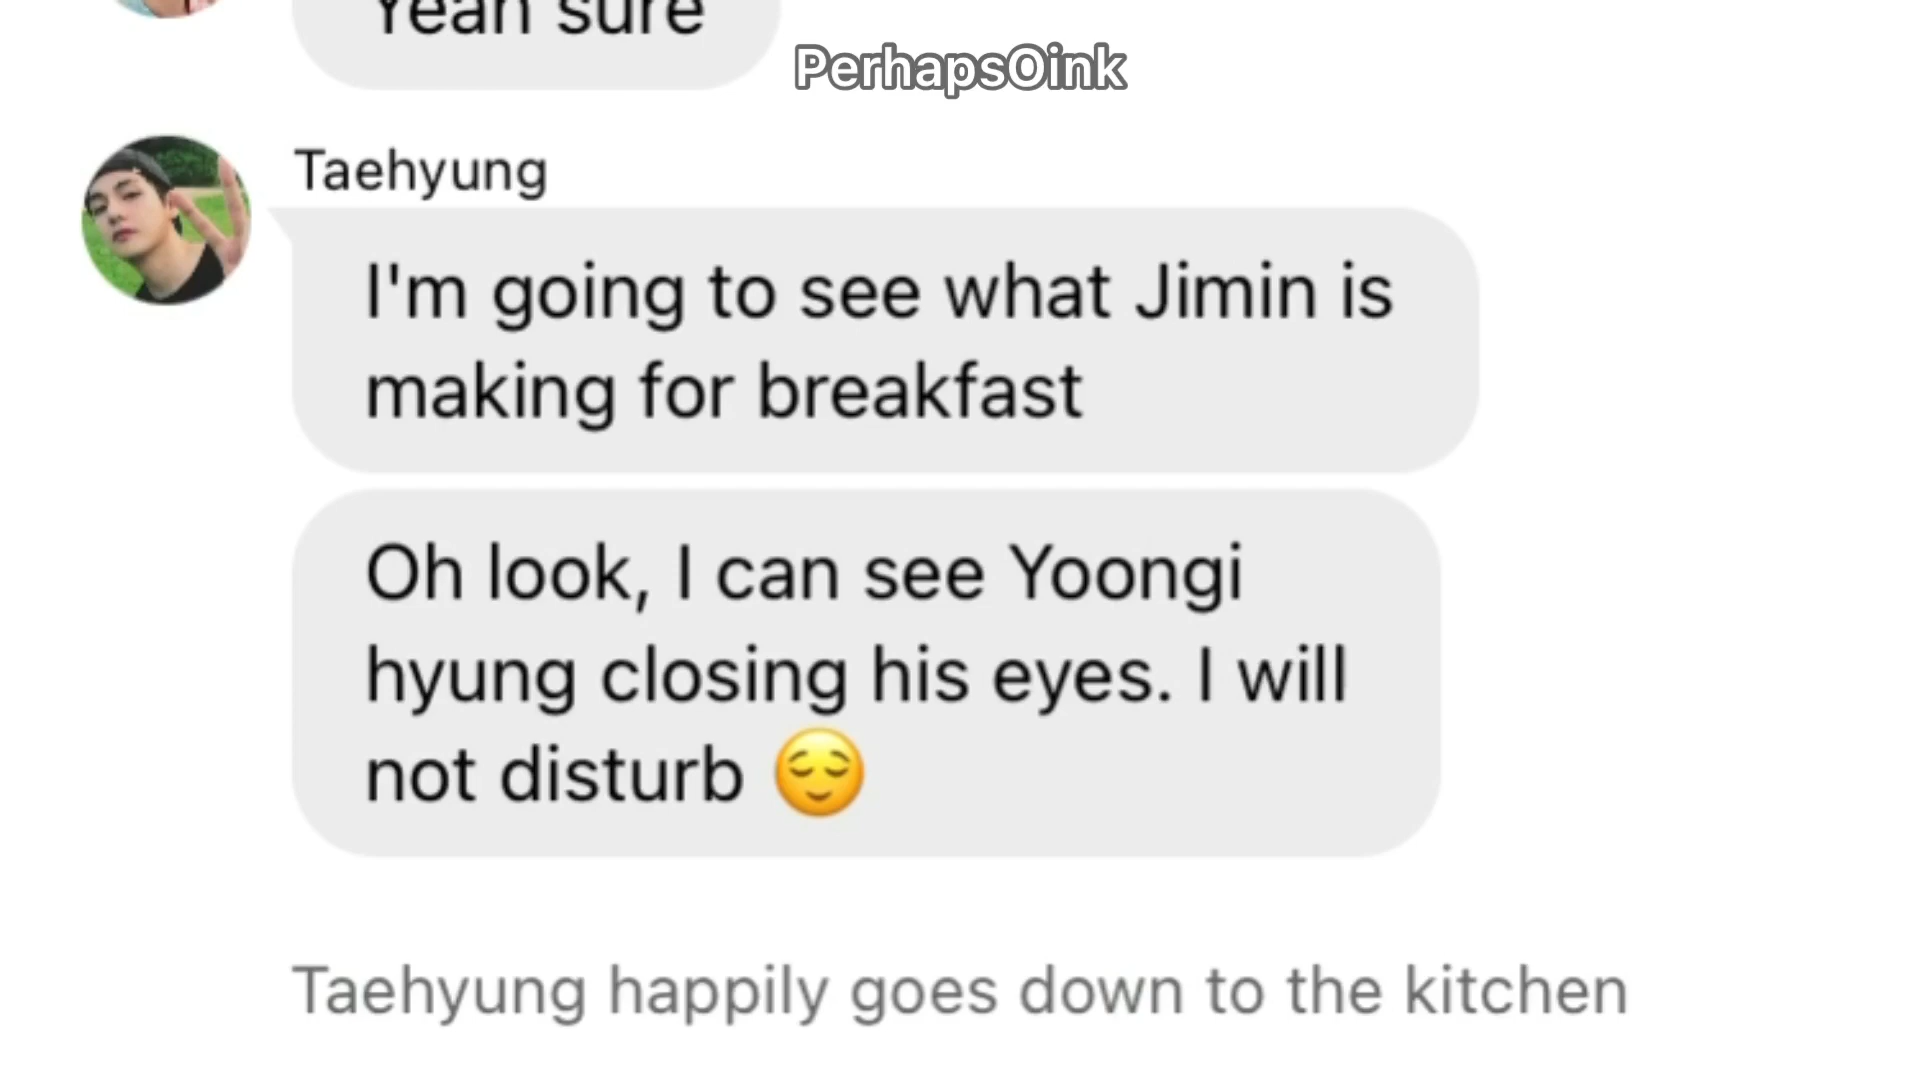 Yeah sure
PerhapsOink
Taehyung
I'm going to see what Jimin is
making for breakfast
Oh look, I can see Yoongi
hyung closing his eyes. I will
not disturb 😌
Taehyung happily goes down to the kitchen